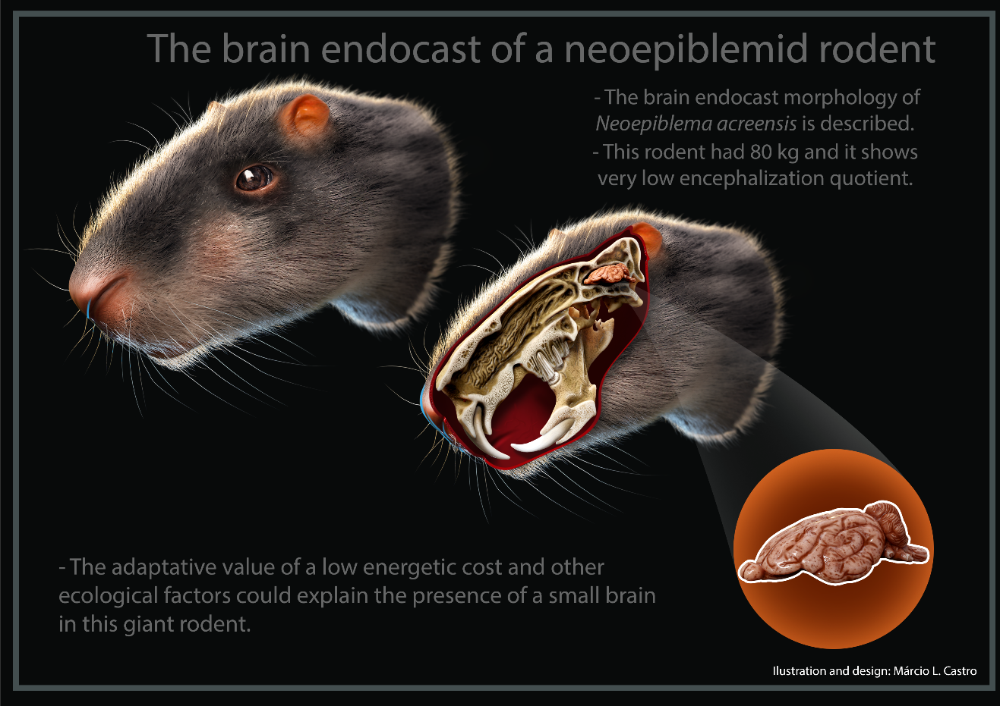 The brain endocast of a neoepiblemid rodent
- The brain endocast morphology of
Neoepiblema acreensis is described.
- This rodent had 80 kg and it shows
very low encephalization quotient.
- The adaptative value of a low energetic cost and other
ecological factors could explain the presence of a small brain
in this giant rodent.
Ilustration and design: Márcio L. Castro